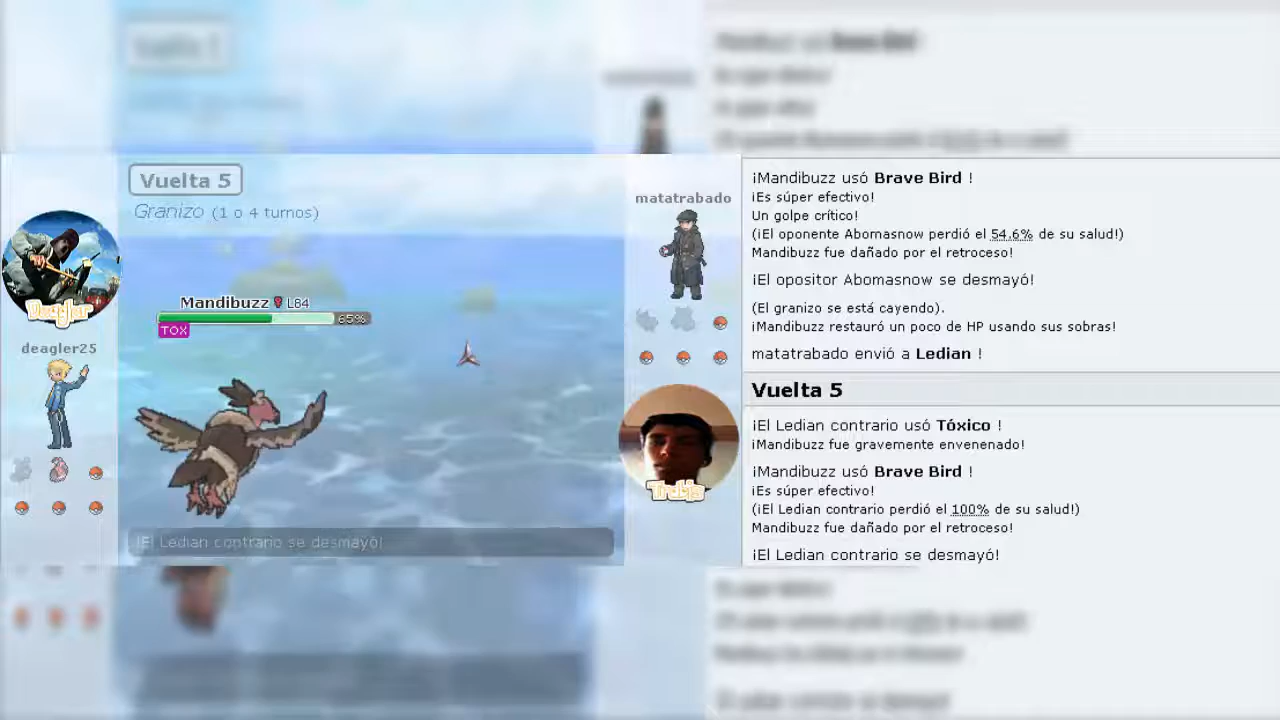 Vuelta 5
Granizo (1 o 4 turnos)
Mandibuzz L84
65%
TOX
Deagler
deagler25
matatrabado
¡El Ledian contrario se desmayó!
¡Mandibuzz usó Brave Bird !
¡Es súper efectivo!
Un golpe crítico!
(¡El oponente Abomasnow perdió el 54.6% de su salud!)
Mandibuzz fue dañado por el retroceso!
¡El opositor Abomasnow se desmayó!
(El granizo se está cayendo).
¡Mandibuzz restauró un poco de HP usando sus sobras!
matatrabado envió a Ledian !
Vuelta 5
¡El Ledian contrario usó Tóxico !
¡Mandibuzz fue gravemente envenenado!
¡Mandibuzz usó Brave Bird !
¡Es súper efectivo!
(¡El Ledian contrario perdió el 100% de su salud!)
Mandibuzz fue dañado por el retroceso!
¡El Ledian contrario se desmayó!